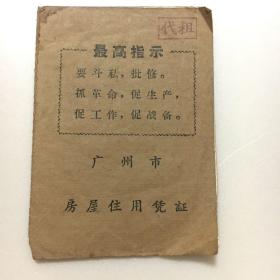 代租
最高指示
要斗私，批修。
抓革命，促生产，
促工作，促战备。
广州市
房屋住用凭证